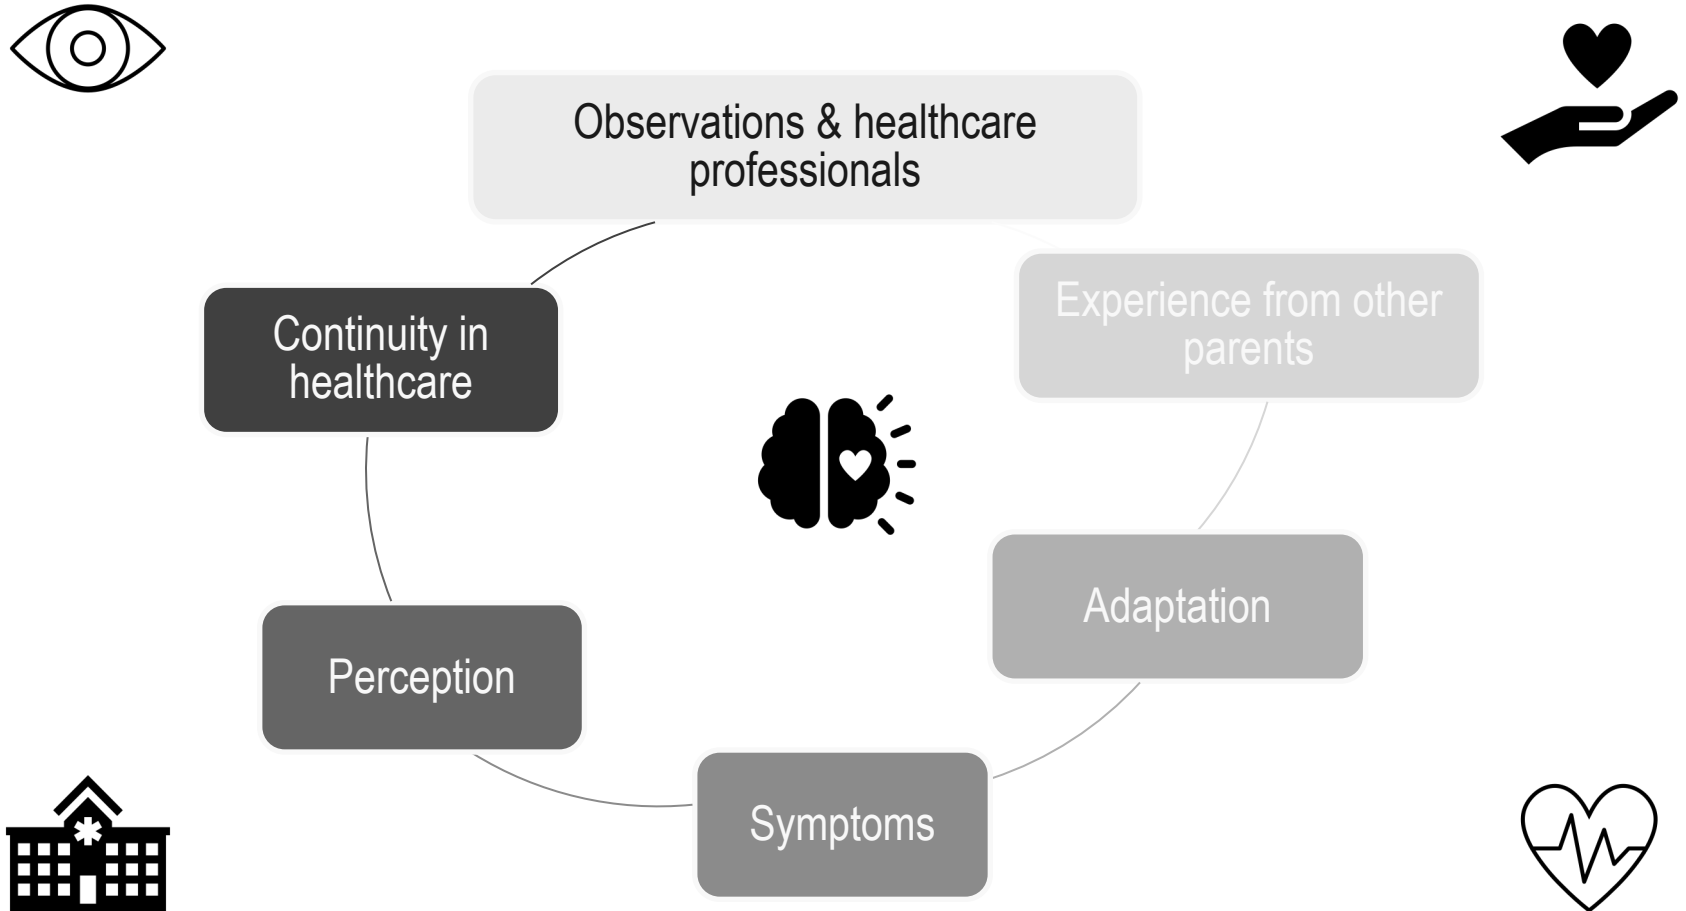 Observations & healthcare
professionals
Experience from other
parents
Continuity in
healthcare
Adaptation
Perception
Symptoms